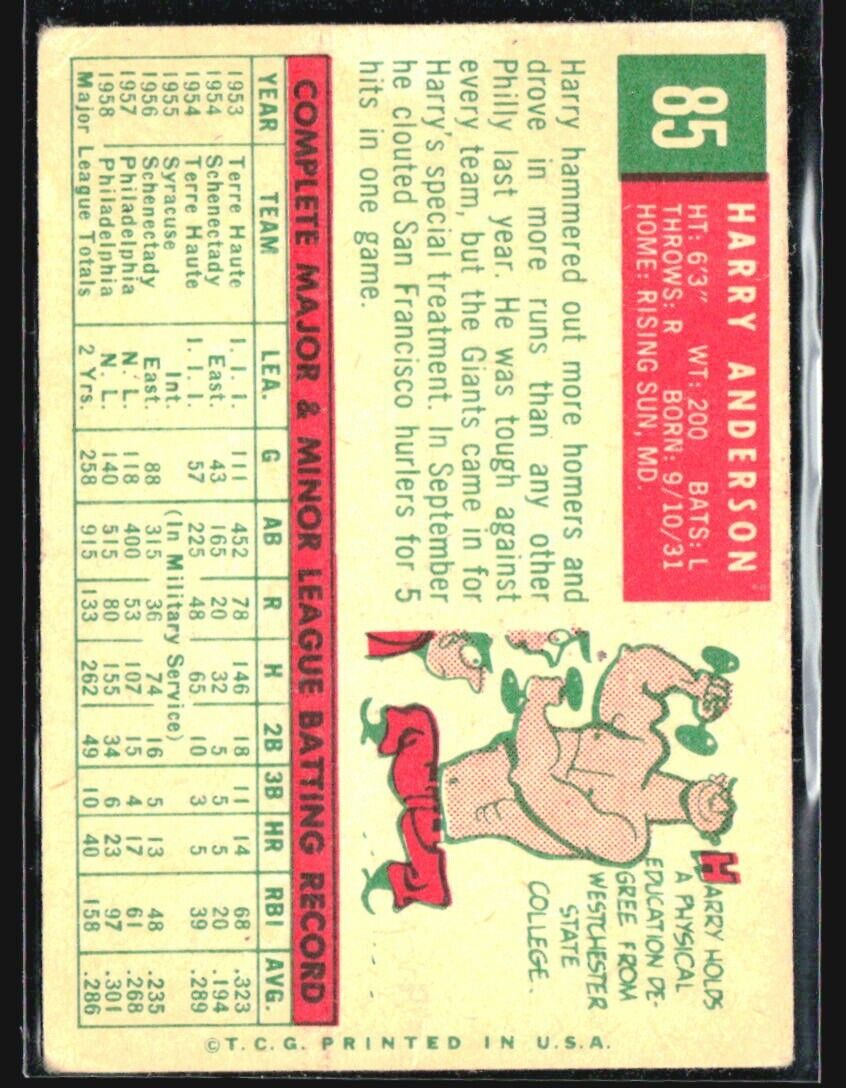 85
HARRY ANDERSON
HT: 6'3" WT: 200 BATS: L
THROWS: R BORN: 9/10/31
HOME: RISING SUN, MD.
Harry hammered out more homers and
drove in more runs than any other
Philly last year. He was tough against
every team, but the Giants came in for
Harry's special treatment. In September
he clouted San Francisco hurlers for 5
hits in one game.
HARRY HOLDS
A PHYSICAL
EDUCATION DE-
GREE FROM
WESTCHESTER
STATE
COLLEGE.
COMPLETE MAJOR & MINOR LEAGUE BATTING RECORD
YEAR TEAM LEA. G AB R H 2B 3B HR RBI AVG.
1953 Terre Haute I. I. I. 111 452 78 146 18 11 14 68 .323
1954 Schenectady East. 43 165 20 32 5 5 5 20 .194
1954 Terre Haute I. I. I. 57 225 48 65 10 3 5 39 .289
1955 Syracuse Int. (In Military Service)
1956 Schenectady East. 88 315 36 74 16 5 13 48 .235
1957 Philadelphia N. L. 118 400 53 107 15 4 17 61 .268
1958 Philadelphia N. L. 140 515 80 155 34 6 23 97 .301
Major League Totals 2 Yrs. 258 915 133 262 49 10 40 158 .286
© T. C. G. PRINTED IN U. S. A.